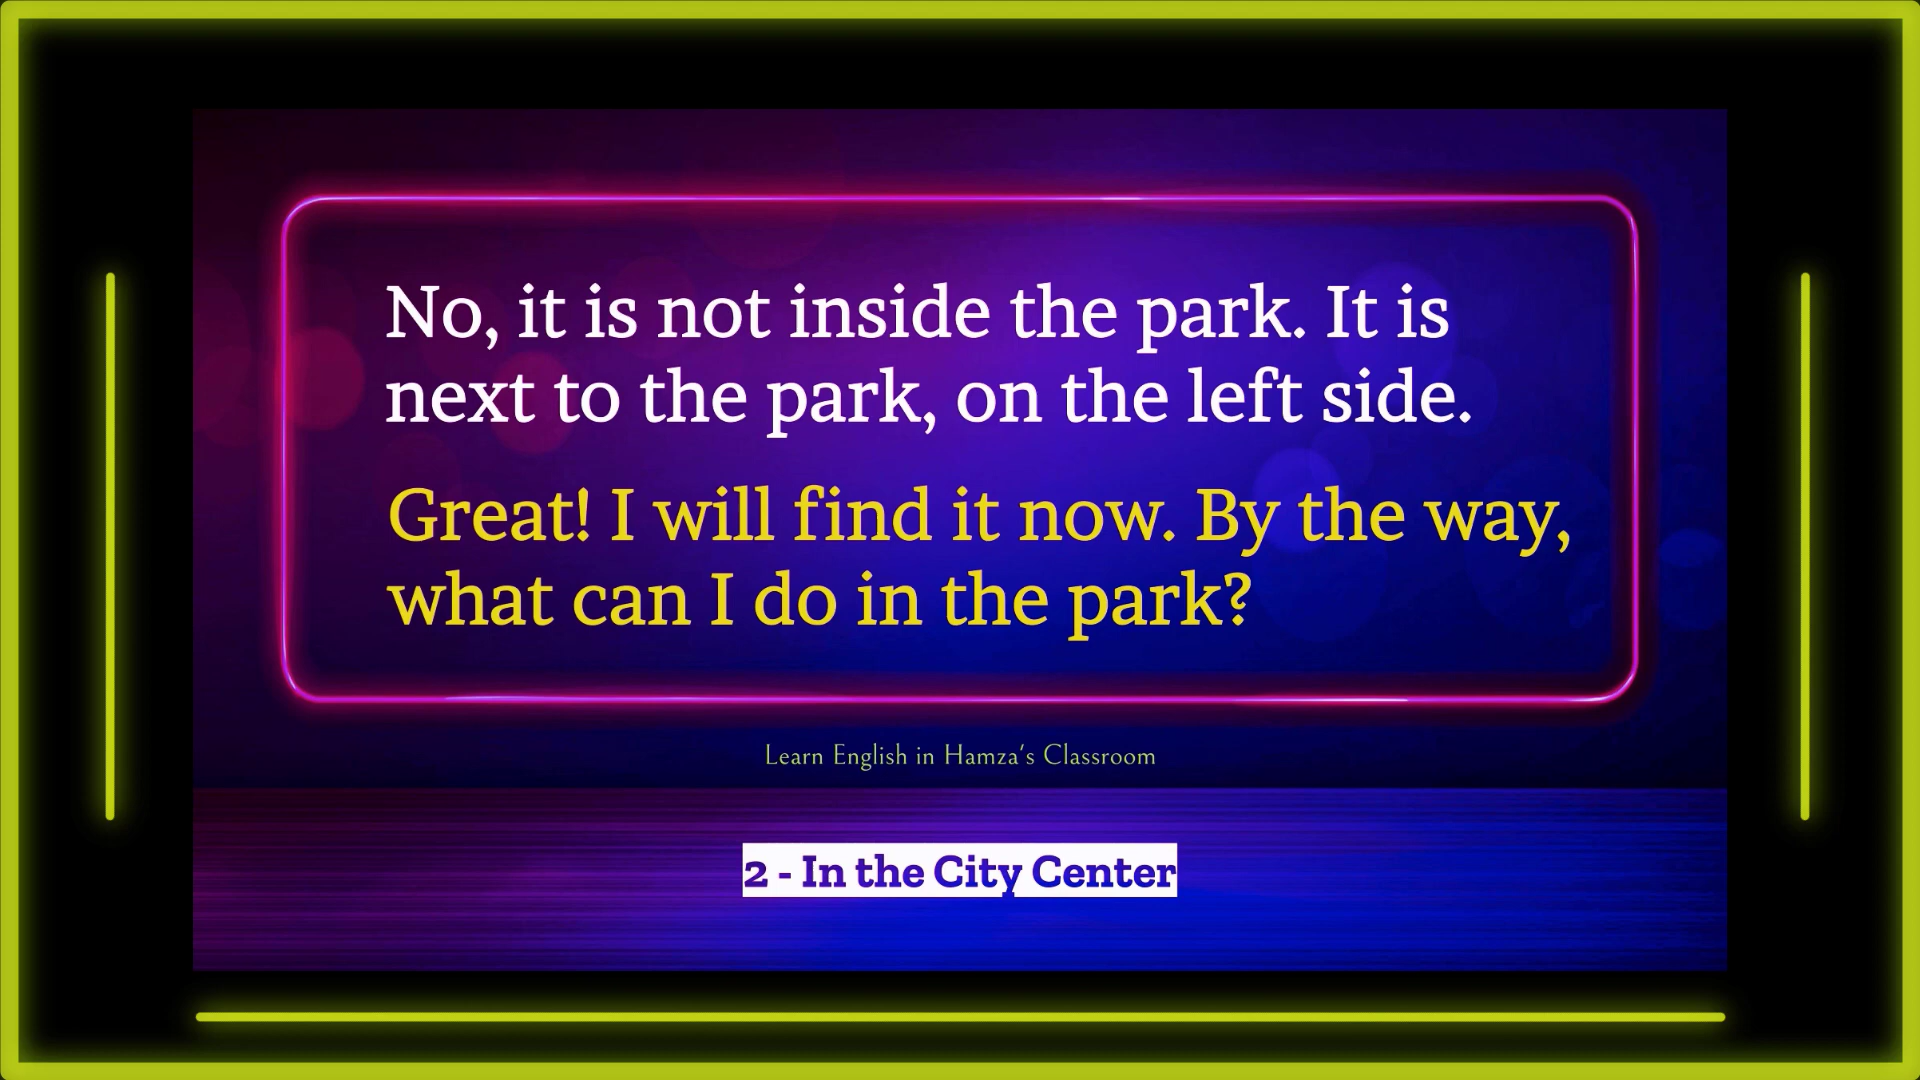 No, it is not inside the park. It is
next to the park, on the left side.
Great! I will find it now. By the way,
what can I do in the park?
Learn English in Hamza's Classroom
2 - In the City Center